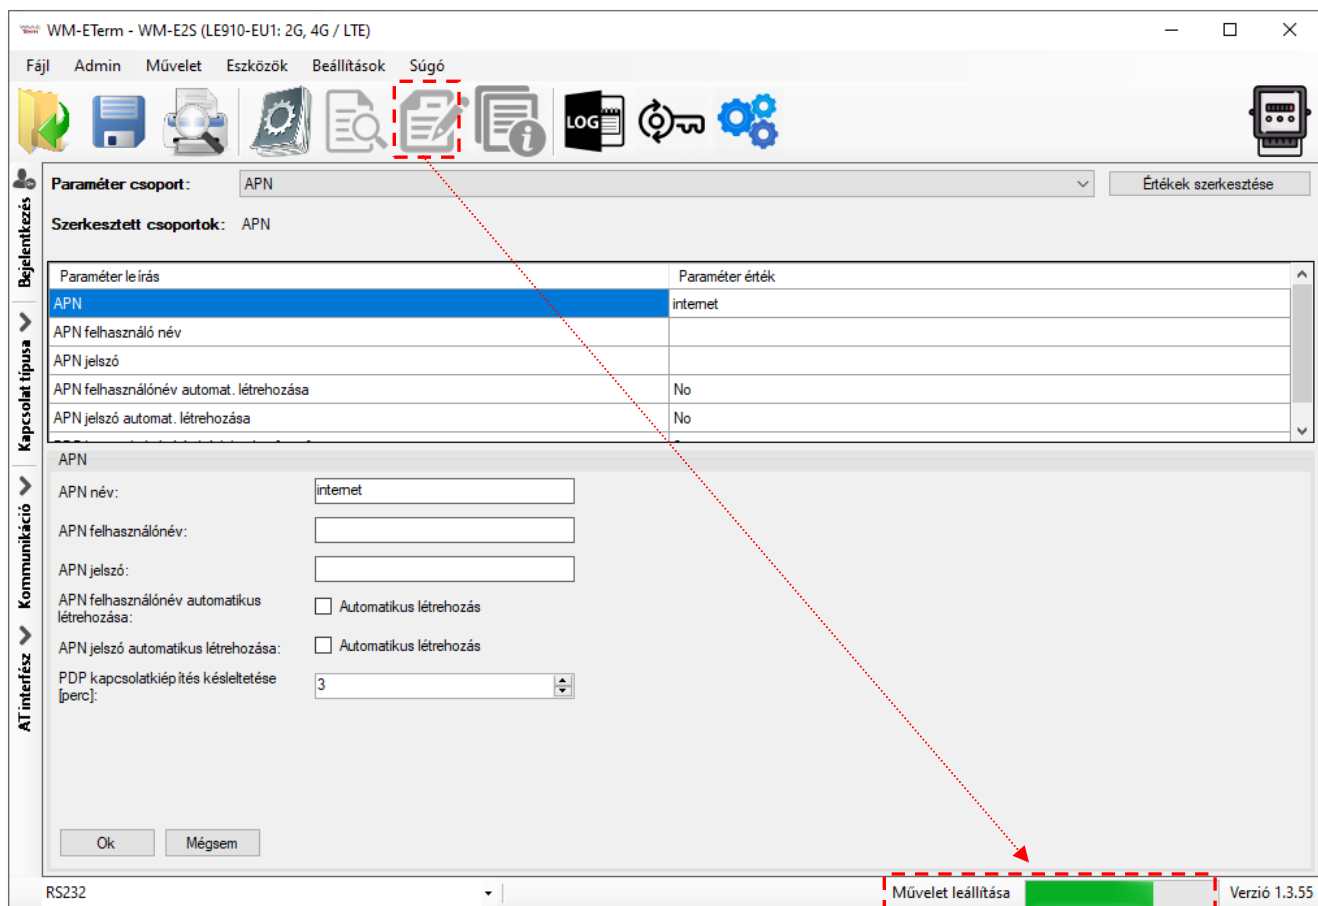 WM-ETerm - WM-E2S (LE910-EU1: 2G, 4G / LTE)
Fájl Admin Művelet Eszközök Beállítások Súgó
LOG
Bejelentkezés
Kapcsolat típusa
Kommunikáció
AT interfész
Paraméter csoport: APN Értékek szerkesztése
Szerkesztett csoportok: APN
Paraméter leírás Paraméter érték
APN internet
APN felhasználó név
APN jelszó
APN felhasználónév automat. létrehozása No
APN jelszó automat. létrehozása No
APN
APN név: internet
APN felhasználónév:
APN jelszó:
APN felhasználónév automatikus
létrehozása: Automatikus létrehozás
APN jelszó automatikus létrehozása: Automatikus létrehozás
PDP kapcsolatkiépítés késleltetése
[perc]: 3
Ok Mégsem
RS232 Művelet leállítása Verzió 1.3.55